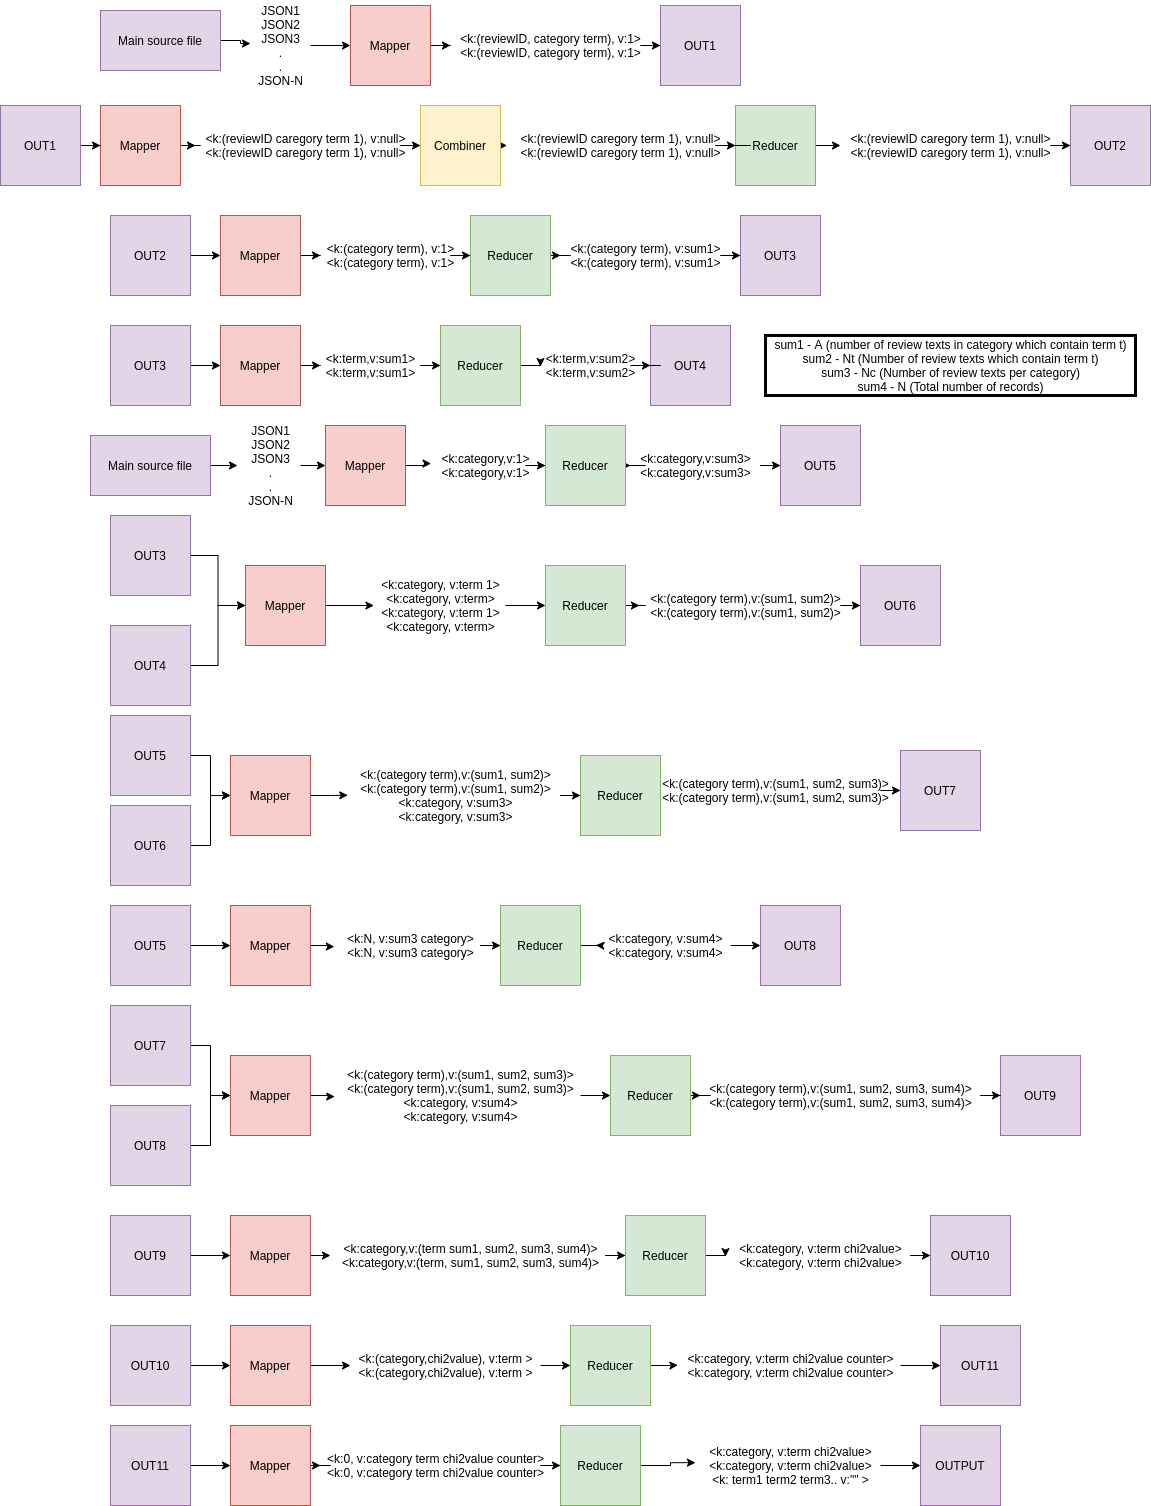 Main source file
JSON1
JSON2
JSON3
.
.
JSON-N
Mapper
<k:(reviewID, category term), v:1>
<k:(reviewID, category term), v:1>
OUT1
OUT1
Mapper
<k:(reviewID caregory term 1), v:null>
<k:(reviewID caregory term 1), v:null>
Combiner
<k:(reviewID caregory term 1), v:null>
<k:(reviewID caregory term 1), v:null>
Reducer
<k:(reviewID caregory term 1), v:null>
<k:(reviewID caregory term 1), v:null>
OUT2
OUT2
Mapper
<k:(category term), v:1>
<k:(category term), v:1>
Reducer
<k:(category term), v:sum1>
<k:(category term), v:sum1>
OUT3
OUT3
Mapper
<k:term,v:sum1>
<k:term,v:sum1>
Reducer
<k:term,v:sum2>
<k:term,v:sum2>
OUT4
sum1 - A (number of review texts in category which contain term t)
sum2 - Nt (Number of review texts which contain term t)
sum3 - Nc (Number of review texts per category)
sum4 - N (Total number of records)
Main source file
JSON1
JSON2
JSON3
.
.
JSON-N
Mapper
<k:category,v:1>
<k:category,v:1>
Reducer
<k:category,v:sum3>
<k:category,v:sum3>
OUT5
OUT3
OUT4
Mapper
<k:category, v:term 1>
<k:category, v:term>
<k:category, v:term 1>
<k:category, v:term>
Reducer
<k:(category term),v:(sum1, sum2)>
<k:(category term),v:(sum1, sum2)>
OUT6
OUT5
OUT6
Mapper
<k:(category term),v:(sum1, sum2)>
<k:(category term),v:(sum1, sum2)>
<k:category, v:sum3>
<k:category, v:sum3>
Reducer
<k:(category term),v:(sum1, sum2, sum3)>
<k:(category term),v:(sum1, sum2, sum3)>
OUT7
OUT5
Mapper
<k:N, v:sum3 category>
<k:N, v:sum3 category>
Reducer
<k:category, v:sum4>
<k:category, v:sum4>
OUT8
OUT7
OUT8
Mapper
<k:(category term),v:(sum1, sum2, sum3)>
<k:(category term),v:(sum1, sum2, sum3)>
<k:category, v:sum4>
<k:category, v:sum4>
Reducer
<k:(category term),v:(sum1, sum2, sum3, sum4)>
<k:(category term),v:(sum1, sum2, sum3, sum4)>
OUT9
OUT9
Mapper
<k:category,v:(term sum1, sum2, sum3, sum4)>
<k:category,v:(term, sum1, sum2, sum3, sum4)>
Reducer
<k:category, v:term chi2value>
<k:category, v:term chi2value>
OUT10
OUT10
Mapper
<k:(category,chi2value), v:term >
<k:(category,chi2value), v:term >
Reducer
<k:category, v:term chi2value counter>
<k:category, v:term chi2value counter>
OUT11
OUT11
Mapper
<k:0, v:category term chi2value counter>
<k:0, v:category term chi2value counter>
Reducer
<k:category, v:term chi2value>
<k:category, v:term chi2value>
<k: term1 term2 term3.. v:"" >
OUTPUT